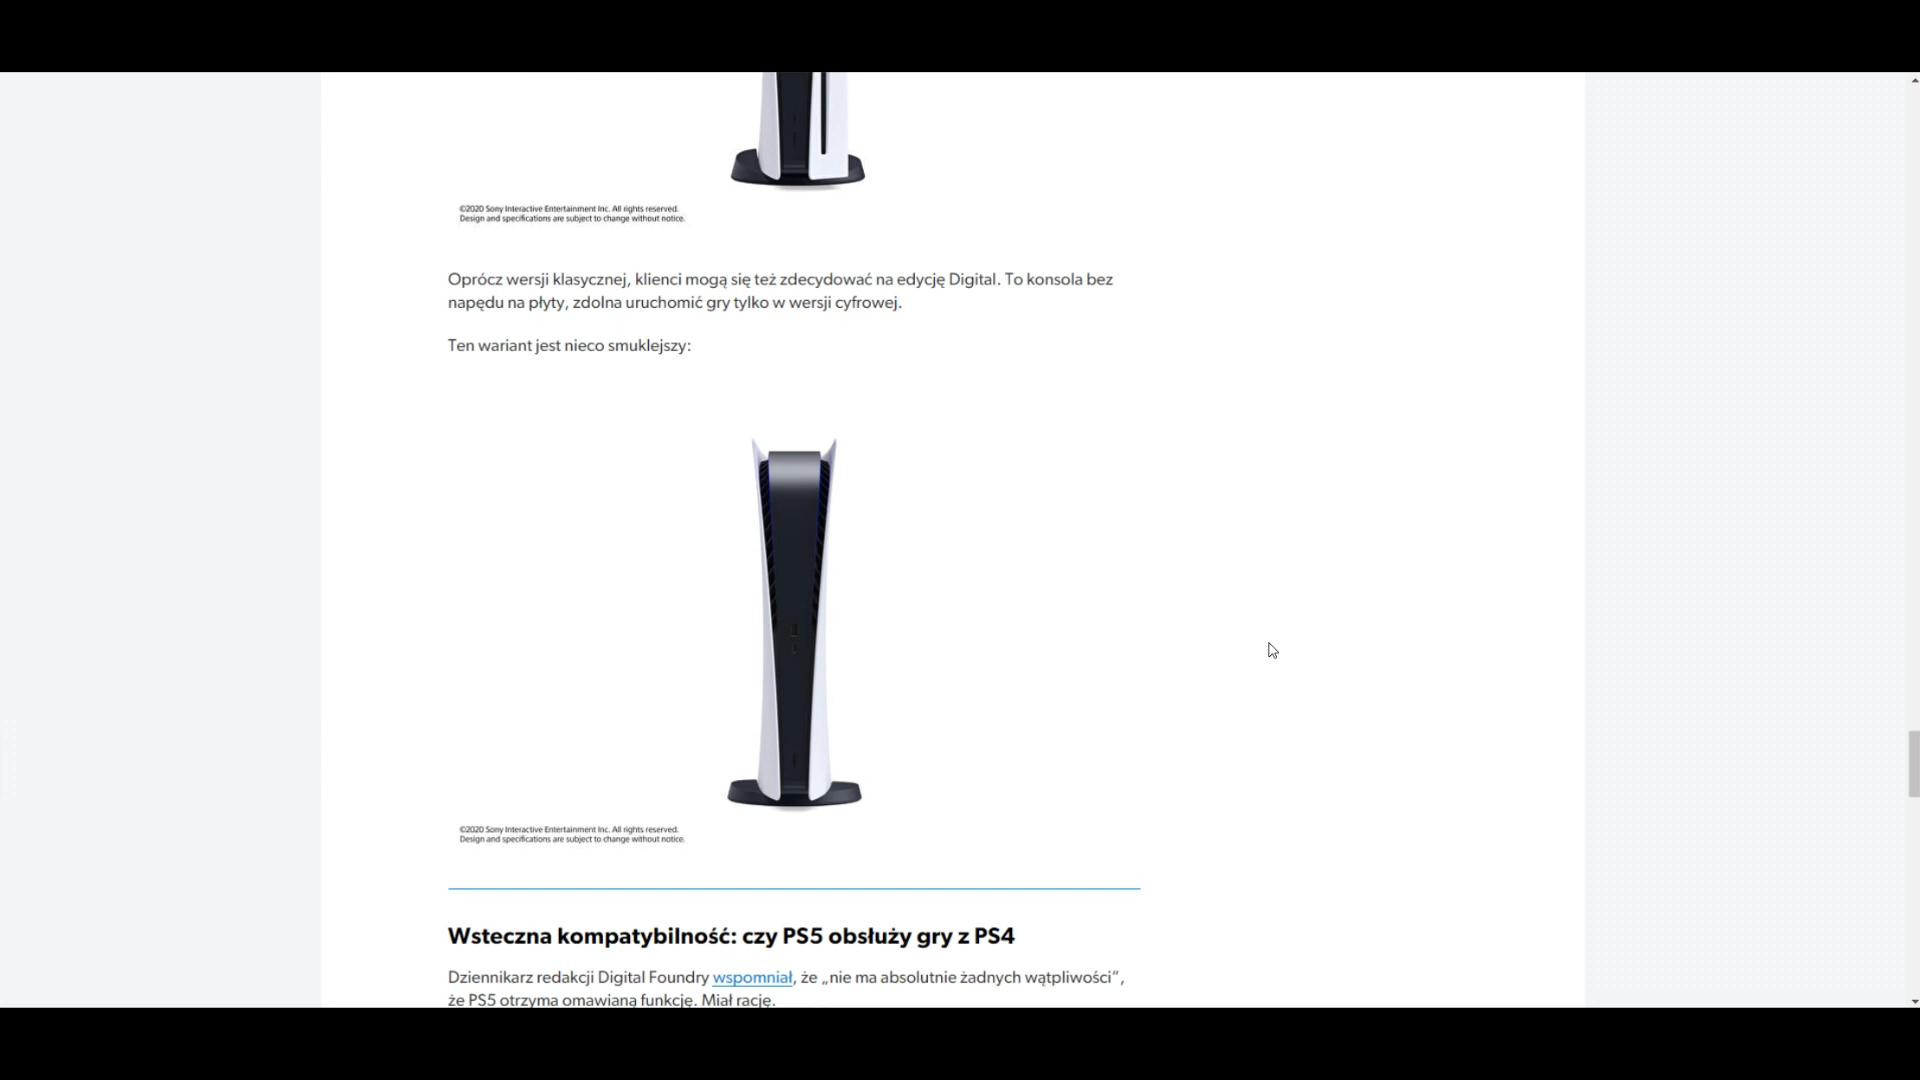 ©2020 Sony Interactive Entertainment Inc. All rights reserved.
Design and specifications are subject to change without notice.
Oprócz wersji klasycznej, klienci mogą się też zdecydować na edycję Digital. To konsola bez
napędu na płyty, zdolna uruchomić gry tylko w wersji cyfrowej.
Ten wariant jest nieco smuklejszy:
©2020 Sony Interactive Entertainment Inc. All rights reserved.
Design and specifications are subject to change without notice.
Wsteczna kompatybilność: czy PS5 obsłuży gry z PS4
Dziennikarz redakcji Digital Foundry wspomniał, że „nie ma absolutnie żadnych wątpliwości”,
że PS5 otrzyma omawianą funkcję. Miał rację.